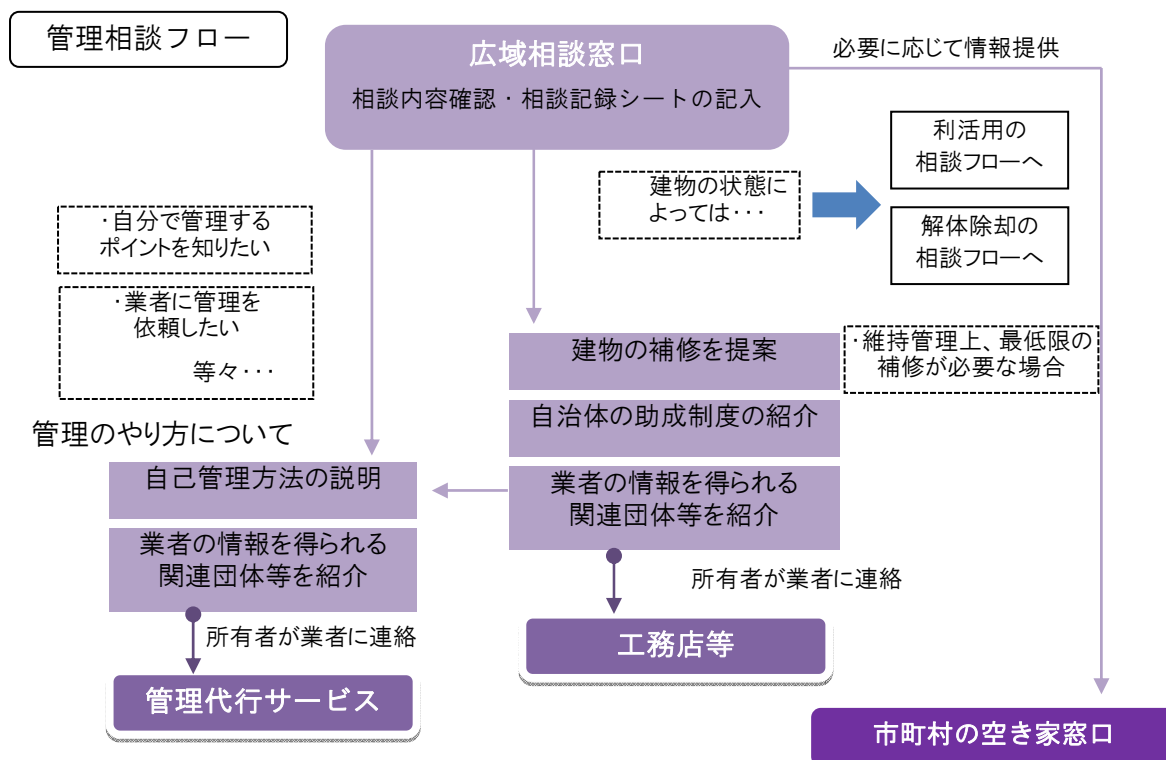 管理相談フロー
広域相談窓口
相談内容確認・相談記録シートの記入
必要に応じて情報提供
利活用の
相談フローへ
建物の状態に
よっては・・・
解体除却の
相談フローへ
・自分で管理する
ポイントを知りたい
・業者に管理を
依頼したい
等々・・・
建物の補修を提案
・維持管理上、最低限の
補修が必要な場合
自治体の助成制度の紹介
管理のやり方について
自己管理方法の説明
業者の情報を得られる
関連団体等を紹介
業者の情報を得られる
関連団体等を紹介
所有者が業者に連絡
所有者が業者に連絡
工務店等
管理代行サービス
市町村の空き家窓口